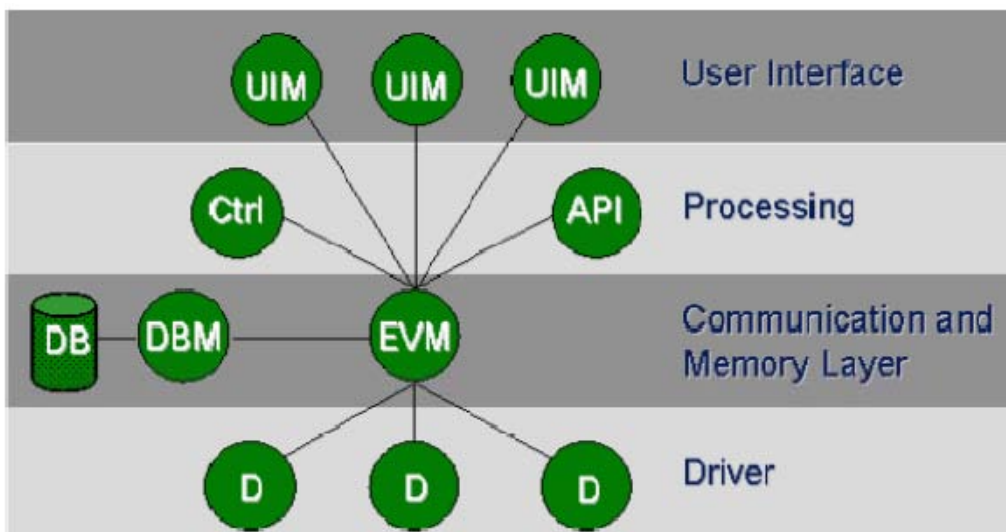 UIM UIM UIM User Interface
Ctrl API Processing
DB DBM EVM Communication and
Memory Layer
D D D Driver